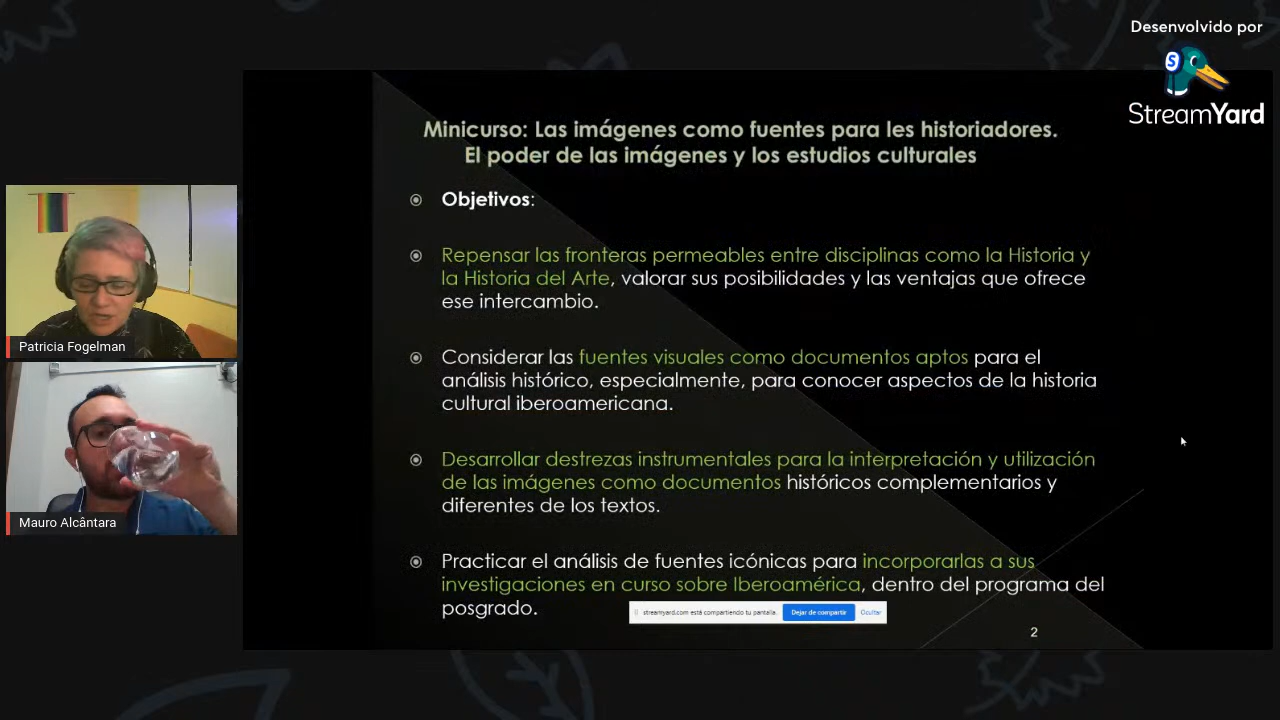 Desenvolvido por
StreamYard
Minicurso: Las imágenes como fuentes para les historiadores.
El poder de las imágenes y los estudios culturales
Objetivos:
Repensar las fronteras permeables entre disciplinas como la Historia y
la Historia del Arte, valorar sus posibilidades y las ventajas que ofrece
ese intercambio.
Considerar las fuentes visuales como documentos aptos para el
análisis histórico, especialmente, para conocer aspectos de la historia
cultural iberoamericana.
Desarrollar destrezas instrumentales para la interpretación y utilización
de las imágenes como documentos históricos complementarios y
diferentes de los textos.
Practicar el análisis de fuentes icónicas para incorporarlas a sus
investigaciones en curso sobre Iberoamérica, dentro del programa del
posgrado.
streamyard.com está compartiendo tu pantalla. Dejar de compartir Ocultar
2
Patricia Fogelman
Mauro Alcântara